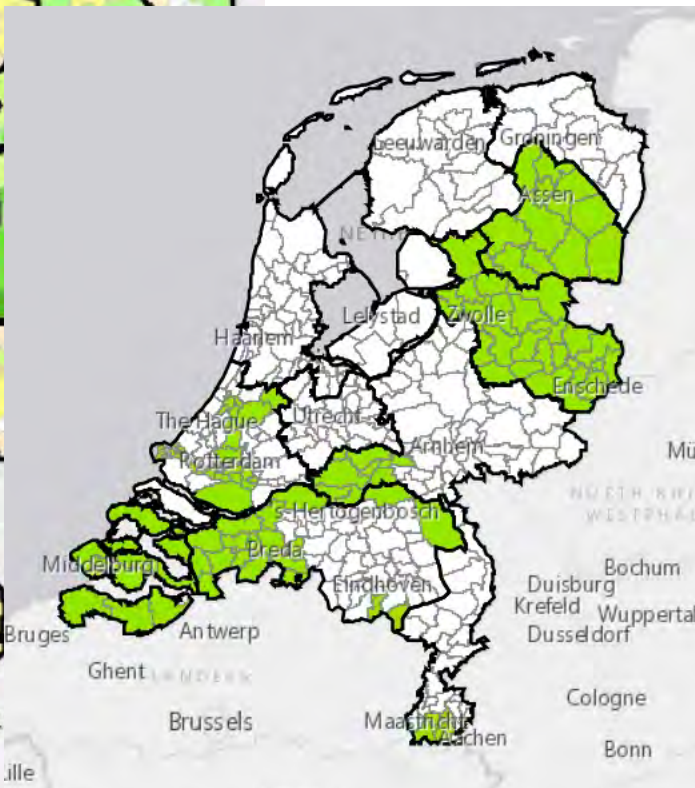 Leeuwarden
Groningen
Assen
Lelystad
Zwolle
Haarlem
Enschede
The Hague
Utrecht
Rotterdam
Arnhem
's-Hertogenbosch
Middelburg
Breda
Eindhoven
Duisburg
Bochum
Krefeld
Wuppertal
Bruges
Antwerp
Dusseldorf
Ghent
Cologne
Brussels
Maastricht
Aachen
Bonn